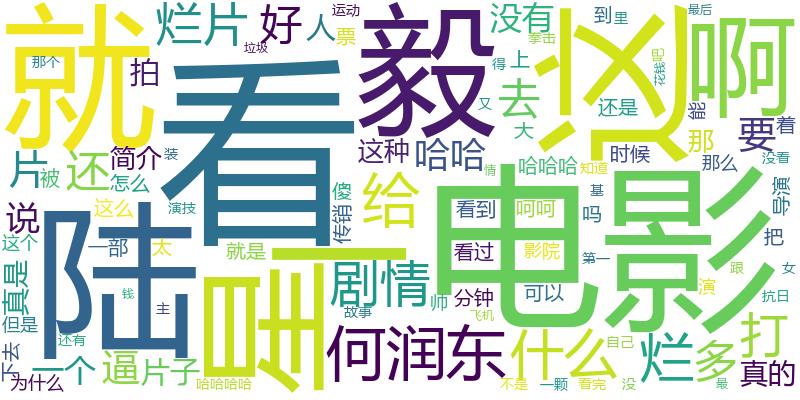 就
看
毅
这
啊
陆
星
电影
一
烂片
好
人
票
运动
没有
到
里
最后
拳击
垃圾
那个
拍
得
上
去
还是
花钱
吧
能
又
大
那
要
着
片
被
还
简介
装
怎么
这种
哈哈
哈哈哈
时候
知道
那么
没看
情
基
说
这么
演技
傻
传销
给
看到
呵呵
吗
把
导演
这个
一部
太
就是
看过
影院
第一
真是
剧情
师
分钟
可以
演
跟
女
抗日
但是
钱
主
故事
飞机
还有
下去
一个
逼
片子
何润东
什么
自己
烂
多
打
为什么
哈哈哈哈
不是
一颗
看完
没
最
真的